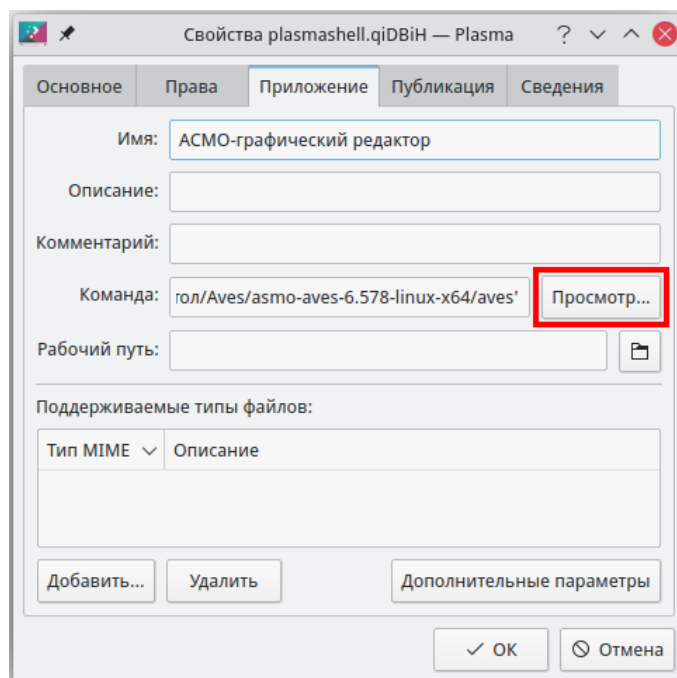 Свойства plasmashell.qiDBiH — Plasma
Основное Права Приложение Публикация Сведения
Имя: АСМО-графический редактор
Описание:
Комментарий:
Команда: гол/Aves/asmo-aves-6.578-linux-x64/aves' Просмотр...
Рабочий путь:
Поддерживаемые типы файлов:
Тип MIME Описание
Добавить... Удалить Дополнительные параметры
ОК Отмена